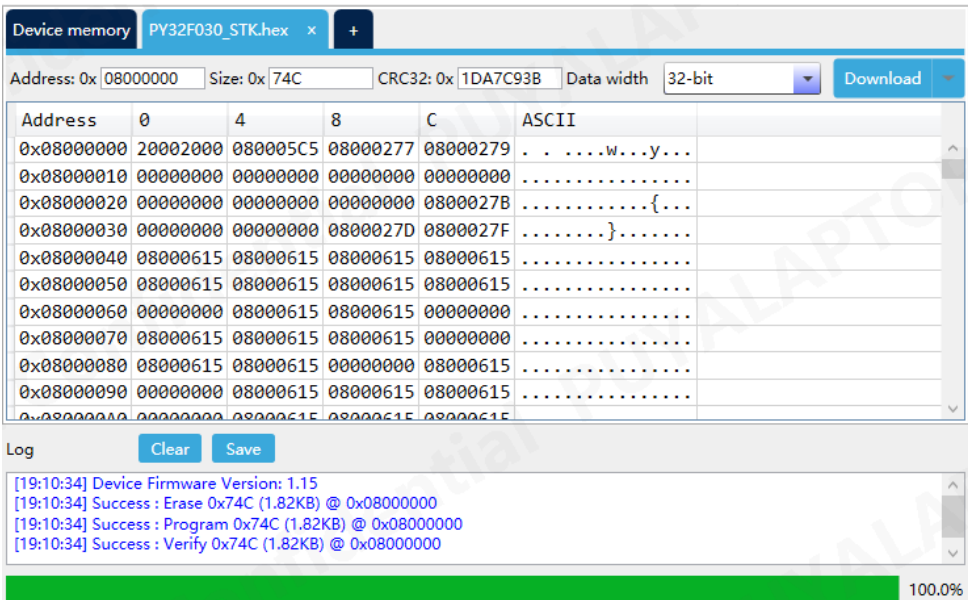 Device memory PY32F030_STK.hex × +
Address: 0x 08000000 Size: 0x 74C CRC32: 0x 1DA7C93B Data width 32-bit Download
Address 0 4 8 C ASCII
0x08000000 20002000 080005C5 08000277 08000279 . . ....w...y...
0x08000010 00000000 00000000 00000000 00000000 ................
0x08000020 00000000 00000000 00000000 0800027B ............{...
0x08000030 00000000 00000000 0800027D 0800027F ........}.......
0x08000040 08000615 08000615 08000615 08000615 ................
0x08000050 08000615 08000615 08000615 08000615 ................
0x08000060 00000000 08000615 08000615 00000000 ................
0x08000070 08000615 08000615 08000615 00000000 ................
0x08000080 08000615 08000615 00000000 08000615 ................
0x08000090 00000000 08000615 08000615 08000615 ................
0x080000A0 00000000 08000615 08000615 08000615
Log Clear Save
[19:10:34] Device Firmware Version: 1.15
[19:10:34] Success : Erase 0x74C (1.82KB) @ 0x08000000
[19:10:34] Success : Program 0x74C (1.82KB) @ 0x08000000
[19:10:34] Success : Verify 0x74C (1.82KB) @ 0x08000000
100.0%